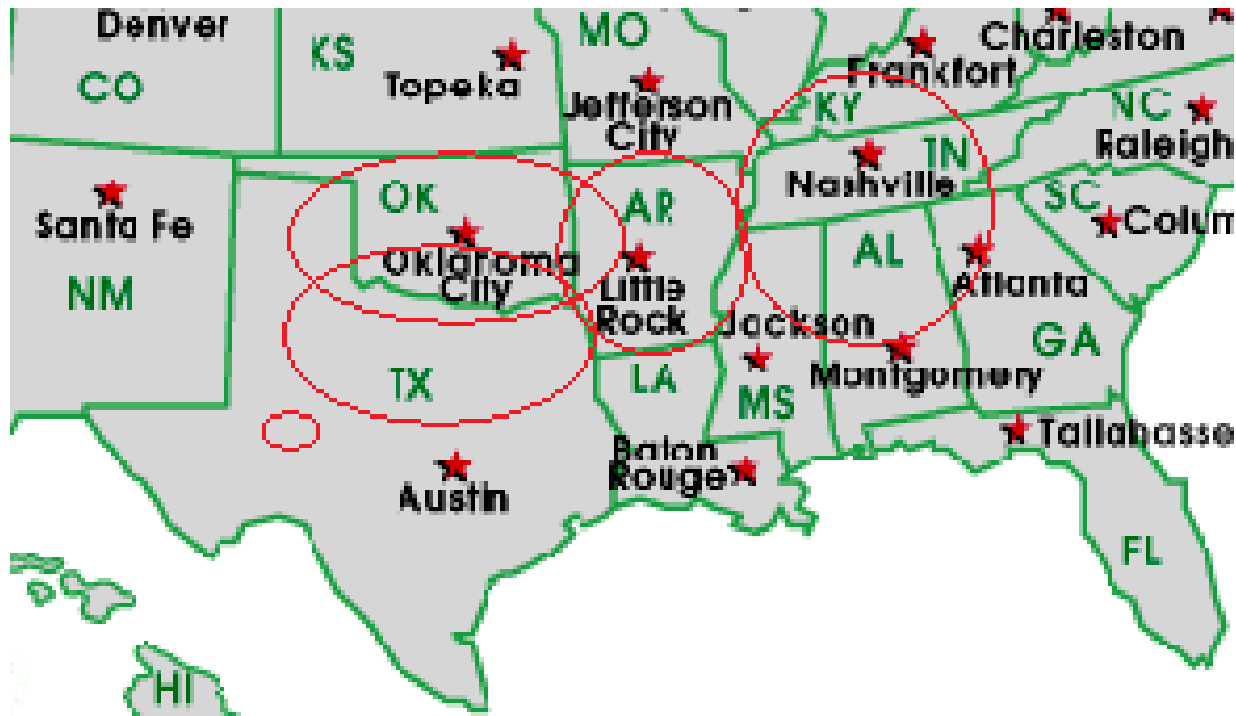 Denver
KS
MO
Charleston
CO
Topeka
Frankfort
Jefferson
City
KY
NC
Raleigh
TN
Nashville
Santa Fe
OK
AR
SC
Colum
NM
Oklahoma
City
Little
Rock
AL
Atlanta
Jackson
GA
TX
LA
MS
Montgomery
Tallahasse
Baton
Rouge
Austin
FL
HI